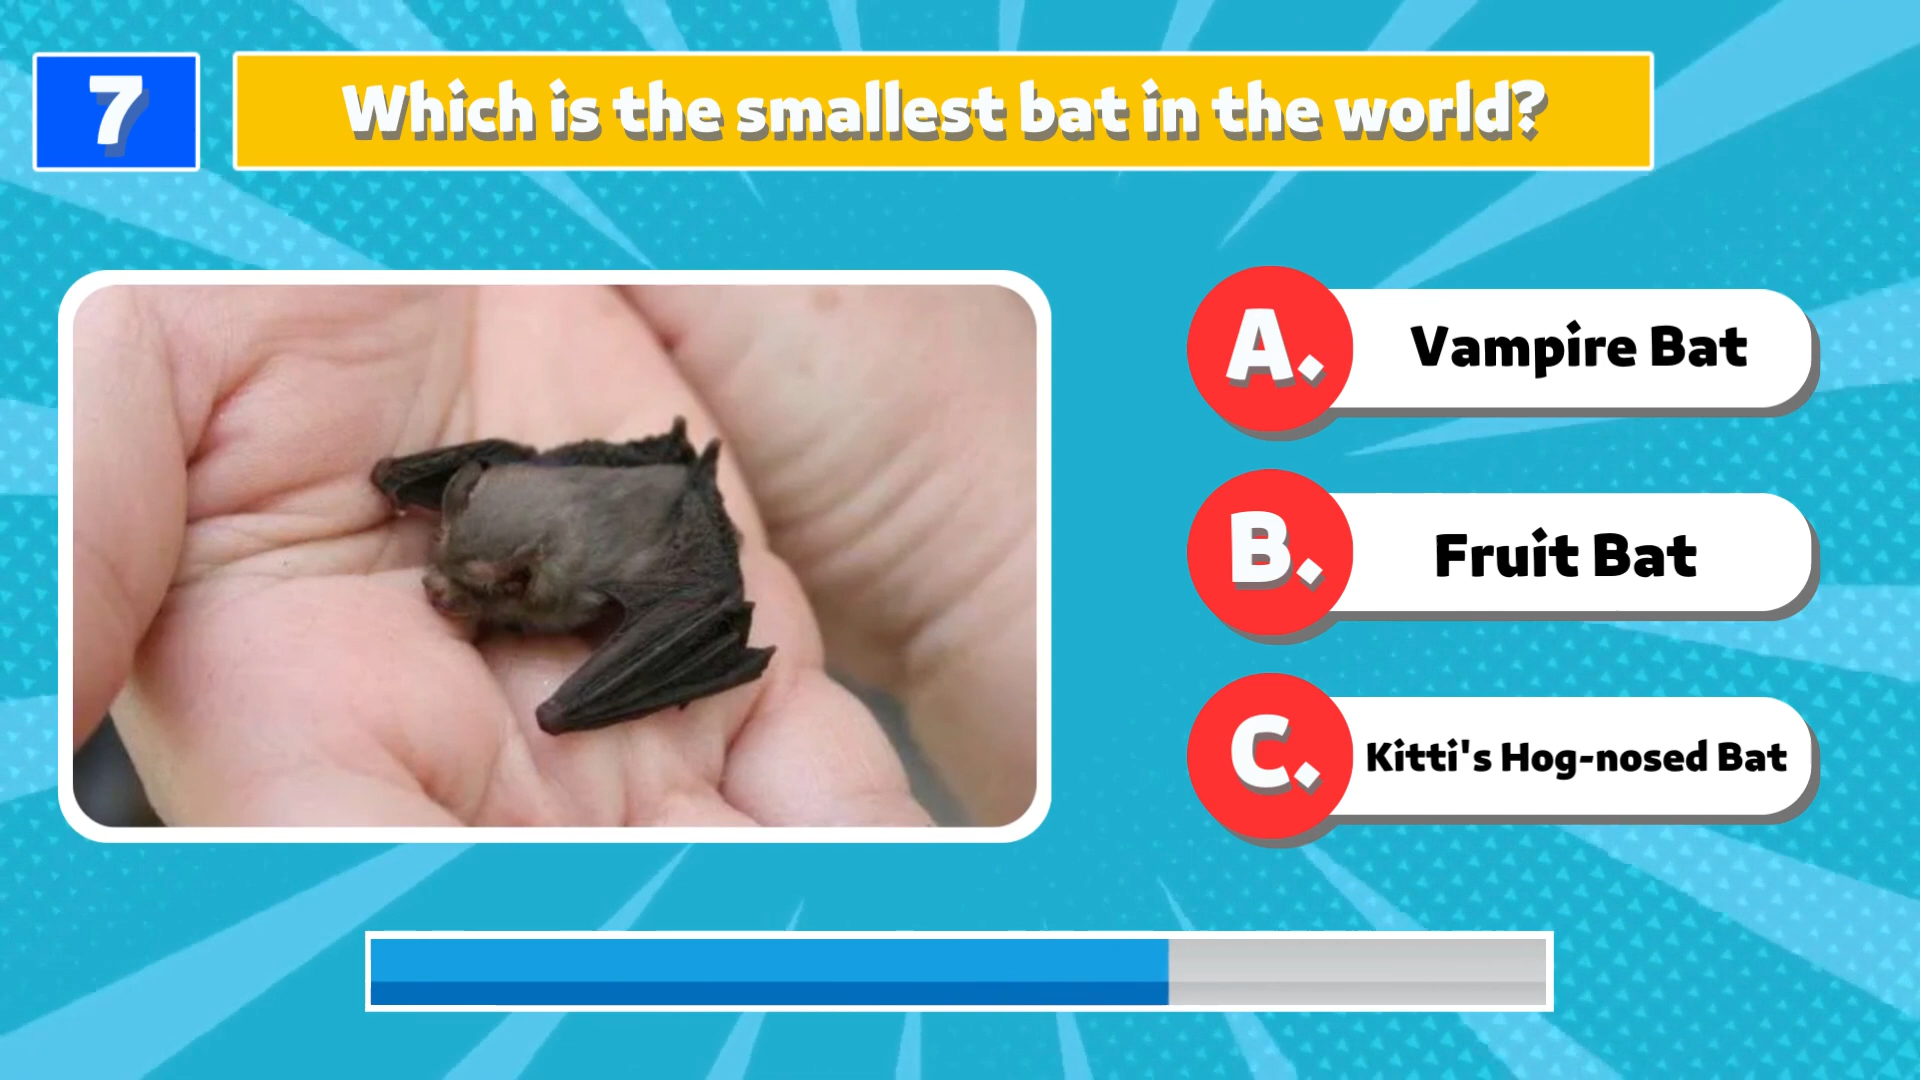 7
Which is the smallest bat in the world?
A. Vampire Bat
B. Fruit Bat
C. Kitti's Hog-nosed Bat